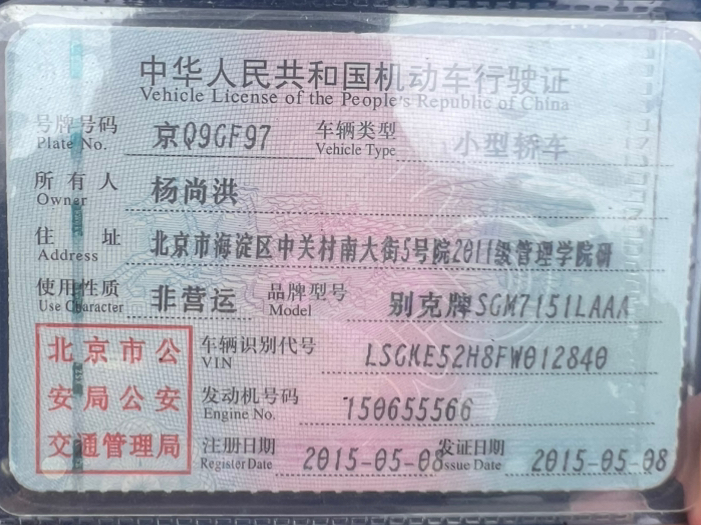 中华人民共和国机动车行驶证
Vehicle License of the People's Republic of China
号牌号码 京Q9GF97 车辆类型 小型轿车
Plate No. Vehicle Type
所有人 杨尚洪
Owner
住址 北京市海淀区中关村南大街5号院2011级管理学院研
Address
使用性质 非营运 品牌型号 别克牌SGM7151LAAA
Use Character Model
北京市公安局公安交通管理局
车辆识别代号 LSGKE52H8FW012840
VIN
发动机号码 150655566
Engine No.
注册日期 2015-05-08 发证日期 2015-05-08
Register Date Issue Date